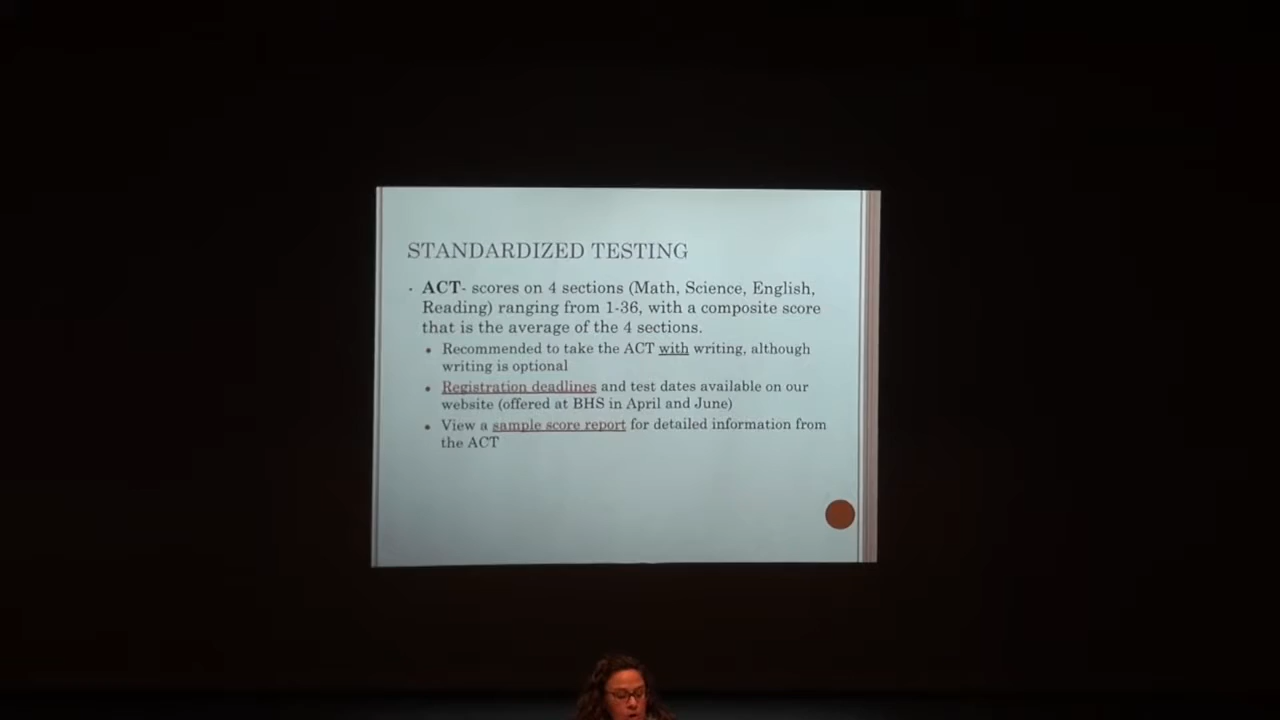 STANDARDIZED TESTING
· ACT- scores on 4 sections (Math, Science, English,
Reading) ranging from 1-36, with a composite score
that is the average of the 4 sections.
• Recommended to take the ACT with writing, although
writing is optional
• Registration deadlines and test dates available on our
website (offered at BHS in April and June)
• View a sample score report for detailed information from
the ACT